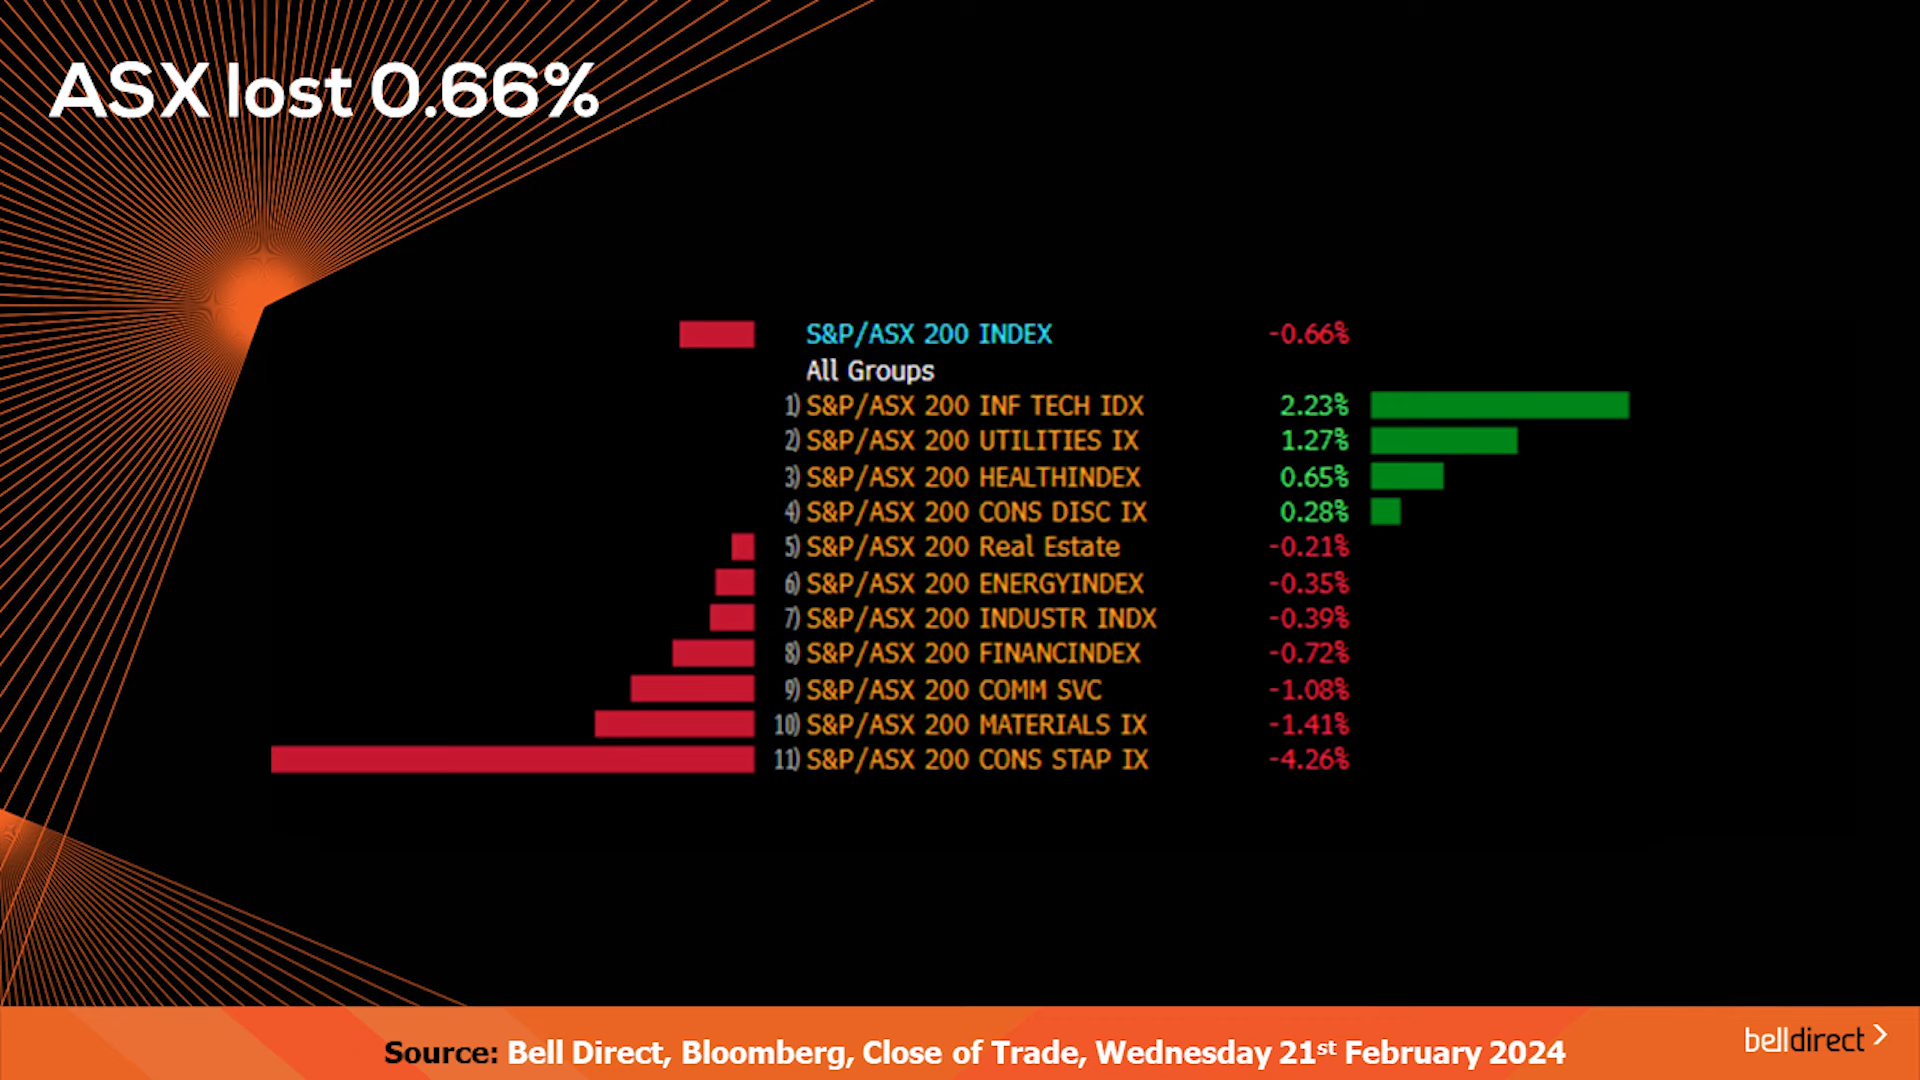 ASX lost 0.66%
S&P/ASX 200 INDEX -0.66%
All Groups
1) S&P/ASX 200 INF TECH IDX 2.23%
2) S&P/ASX 200 UTILITIES IX 1.27%
3) S&P/ASX 200 HEALTHINDEX 0.65%
4) S&P/ASX 200 CONS DISC IX 0.28%
5) S&P/ASX 200 Real Estate -0.21%
6) S&P/ASX 200 ENERGYINDEX -0.35%
7) S&P/ASX 200 INDUSTR INDX -0.39%
8) S&P/ASX 200 FINANCINDEX -0.72%
9) S&P/ASX 200 COMM SVC -1.08%
10) S&P/ASX 200 MATERIALS IX -1.41%
11) S&P/ASX 200 CONS STAP IX -4.26%
Source: Bell Direct, Bloomberg, Close of Trade, Wednesday 21st February 2024
belldirect